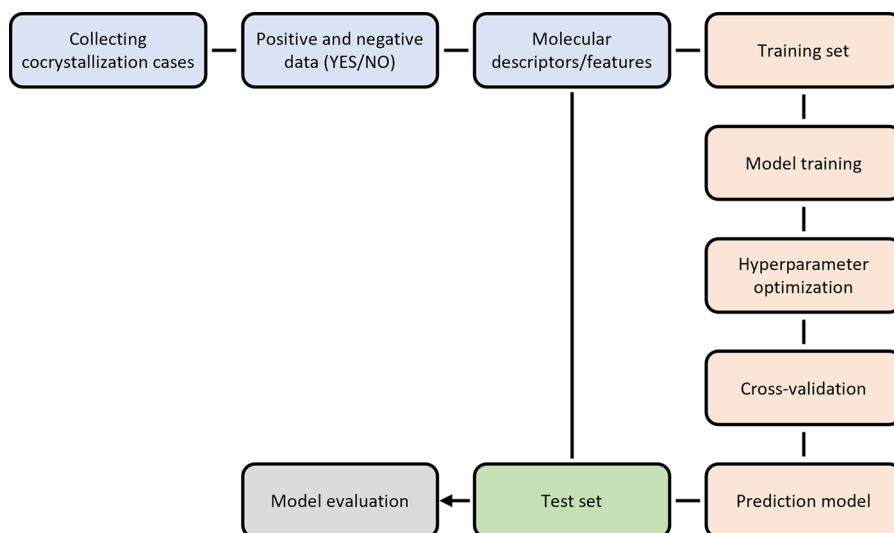 Collecting
cocrystallization cases
Positive and negative
data (YES/NO)
Molecular
descriptors/features
Training set
Model training
Hyperparameter
optimization
Cross-validation
Model evaluation
Test set
Prediction model